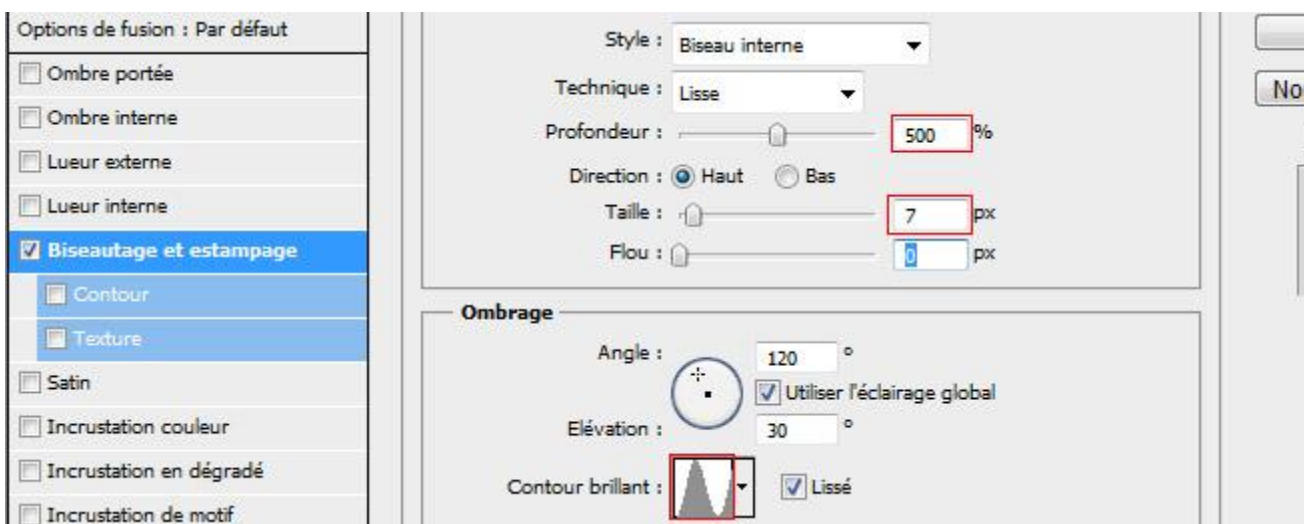 Options de fusion : Par défaut
Ombre portée
Ombre interne
Lueur externe
Lueur interne
Biseautage et estampage
Contour
Texture
Satin
Incrustation couleur
Incrustation en dégradé
Incrustation de motif
Style : Biseau interne
Technique : Lisse
Profondeur : 500 %
Direction : Haut Bas
Taille : 7 px
Flou : 0 px
Ombrage
Angle : 120 °
Utiliser l'éclairage global
Elévation : 30 °
Contour brillant : Lissé